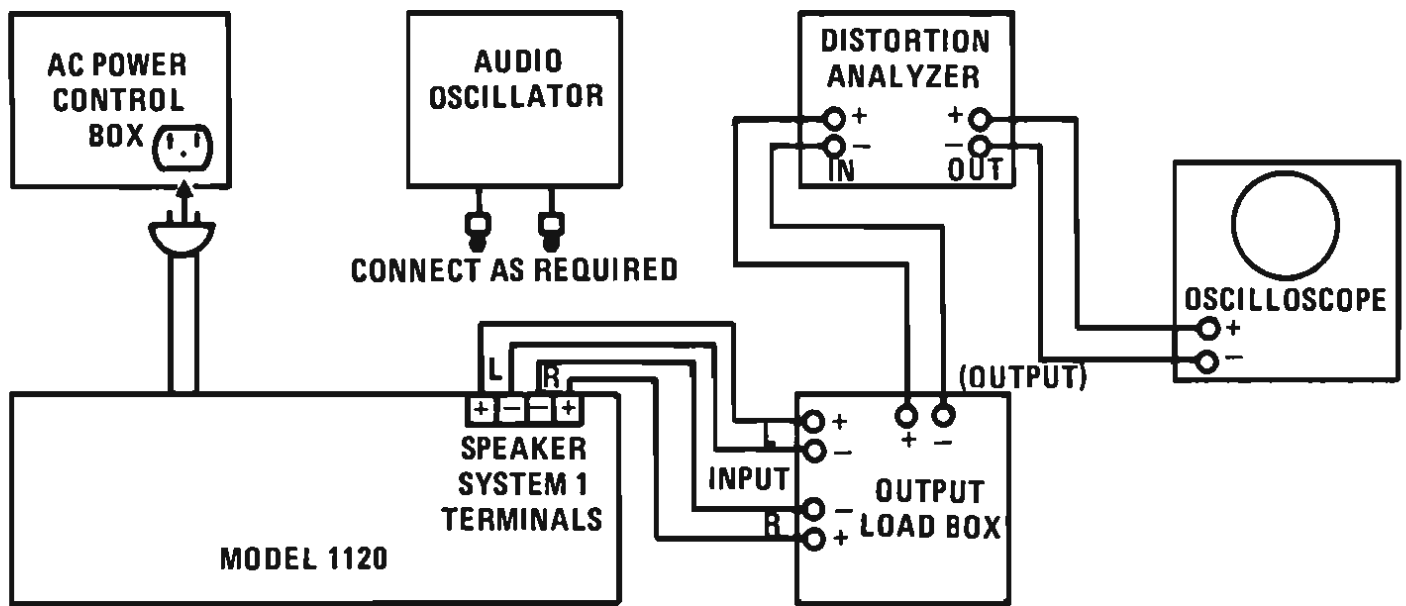 AC POWER
CONTROL
BOX
AUDIO
OSCILLATOR
CONNECT AS REQUIRED
DISTORTION
ANALYZER
+ +
− −
IN OUT
OSCILLOSCOPE
+
−
L R
+ − − +
SPEAKER
SYSTEM 1
TERMINALS
MODEL 1120
(OUTPUT)
+ −
+
L
−
INPUT
−
R
+
OUTPUT
LOAD BOX